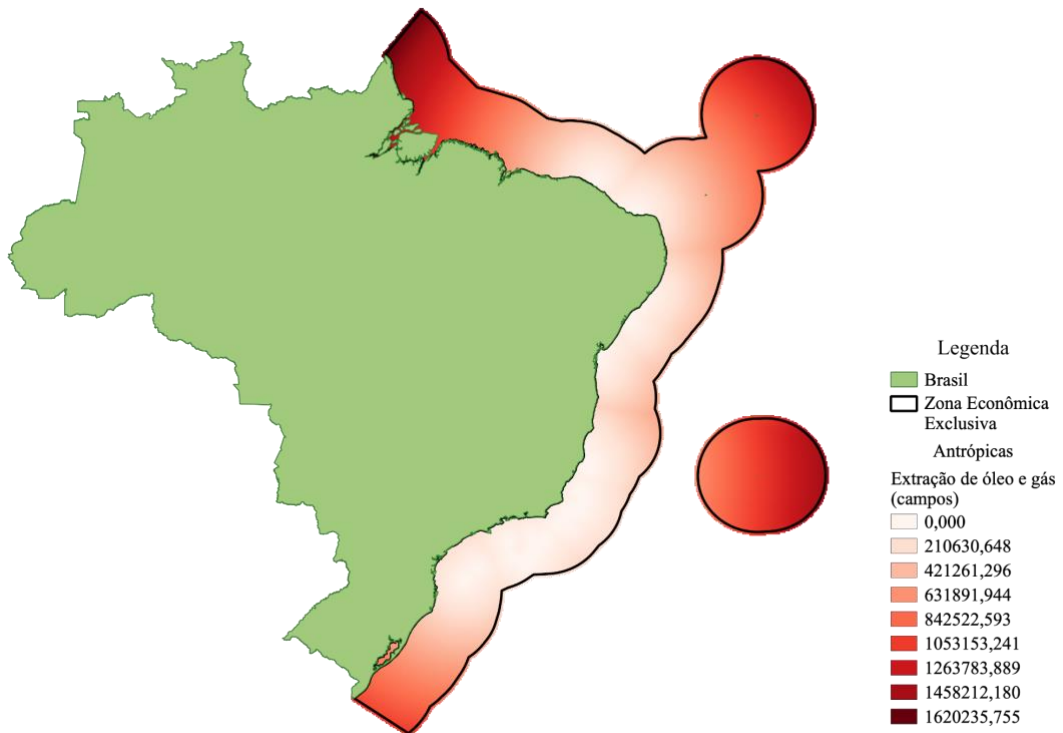 Legenda
Brasil
Zona Econômica
Exclusiva
Antrópicas
Extração de óleo e gás
(campos)
0,000
210630,648
421261,296
631891,944
842522,593
1053153,241
1263783,889
1458212,180
1620235,755